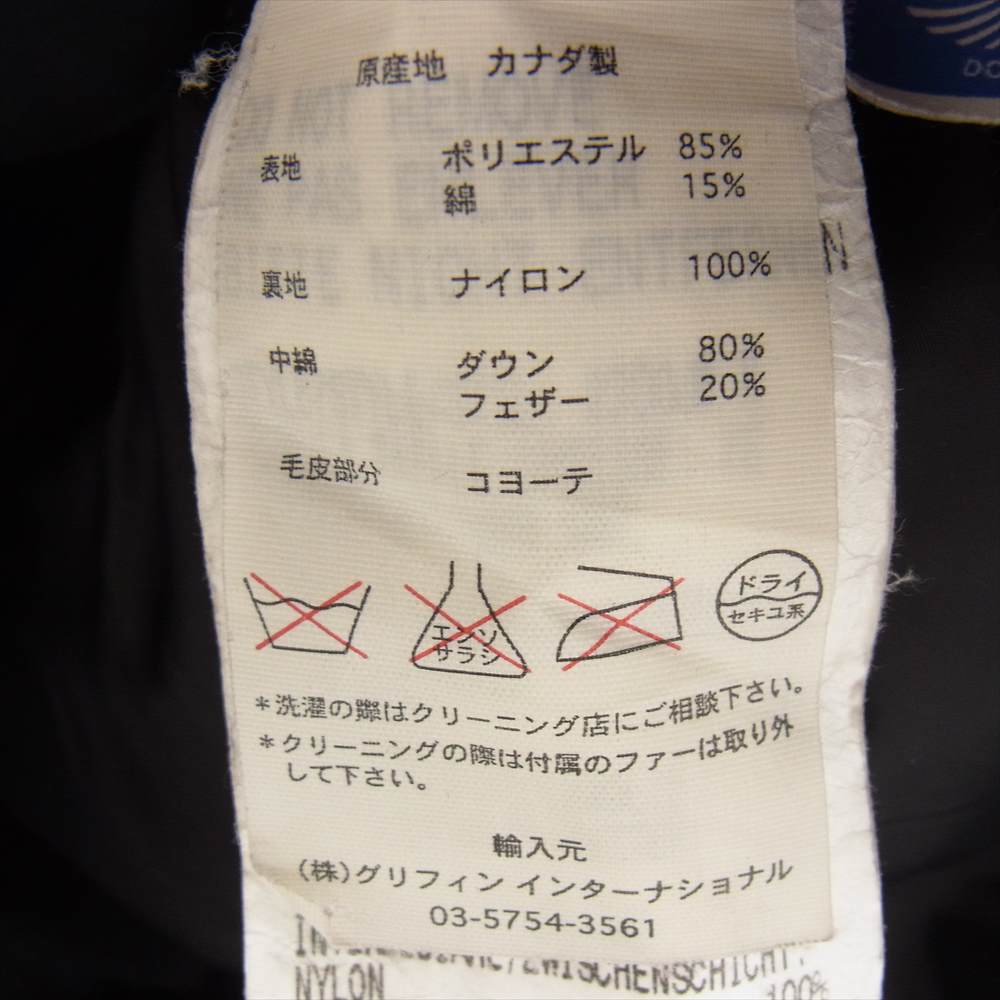 原産地 カナダ製
表地 ポリエステル 85%
綿 15%
裏地 ナイロン 100%
中綿 ダウン 80%
フェザー 20%
毛皮部分 コヨーテ
エンソ
サラシ
ドライ
セキユ系
*洗濯の際はクリーニング店にご相談下さい。
*クリーニングの際は付属のファーは取り外
して下さい。
輸入元
(株)グリフィン インターナショナル
03-5754-3561
NYLON 100%